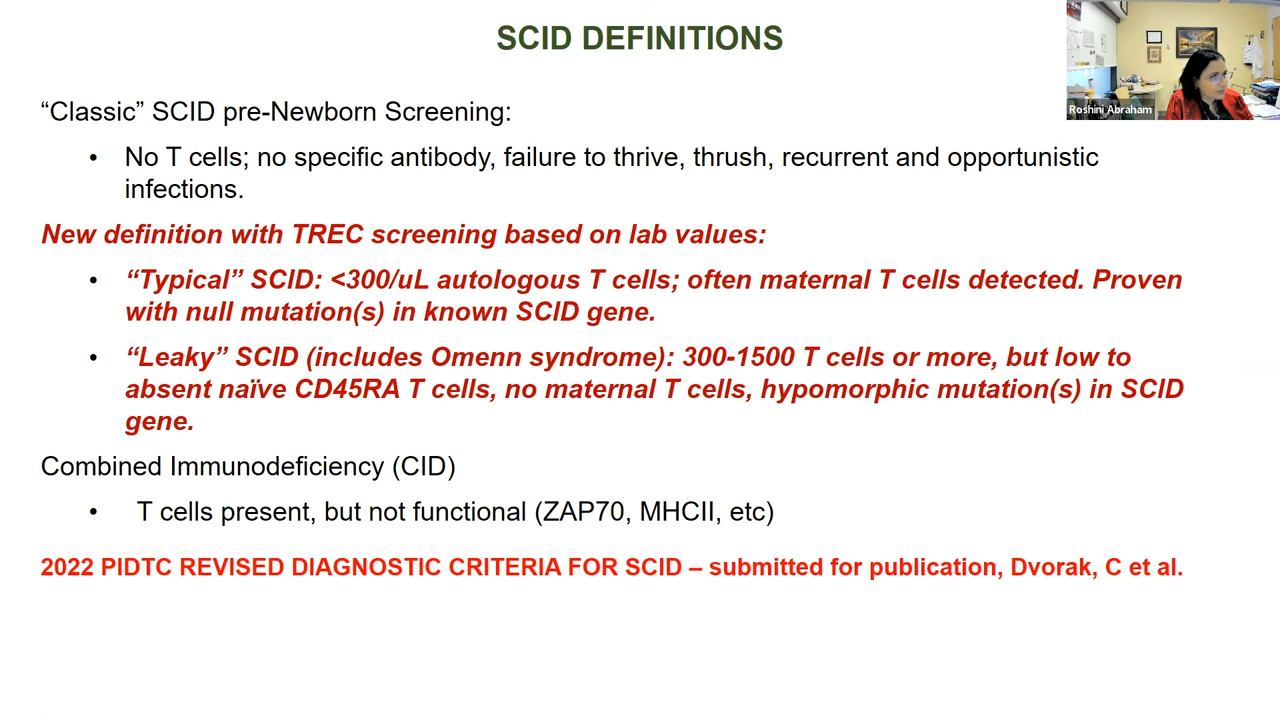 SCID DEFINITIONS
Roshini Abraham
“Classic” SCID pre-Newborn Screening:
• No T cells; no specific antibody, failure to thrive, thrush, recurrent and opportunistic
infections.
New definition with TREC screening based on lab values:
• “Typical” SCID: <300/uL autologous T cells; often maternal T cells detected. Proven
with null mutation(s) in known SCID gene.
• “Leaky” SCID (includes Omenn syndrome): 300-1500 T cells or more, but low to
absent naïve CD45RA T cells, no maternal T cells, hypomorphic mutation(s) in SCID
gene.
Combined Immunodeficiency (CID)
• T cells present, but not functional (ZAP70, MHCII, etc)
2022 PIDTC REVISED DIAGNOSTIC CRITERIA FOR SCID – submitted for publication, Dvorak, C et al.